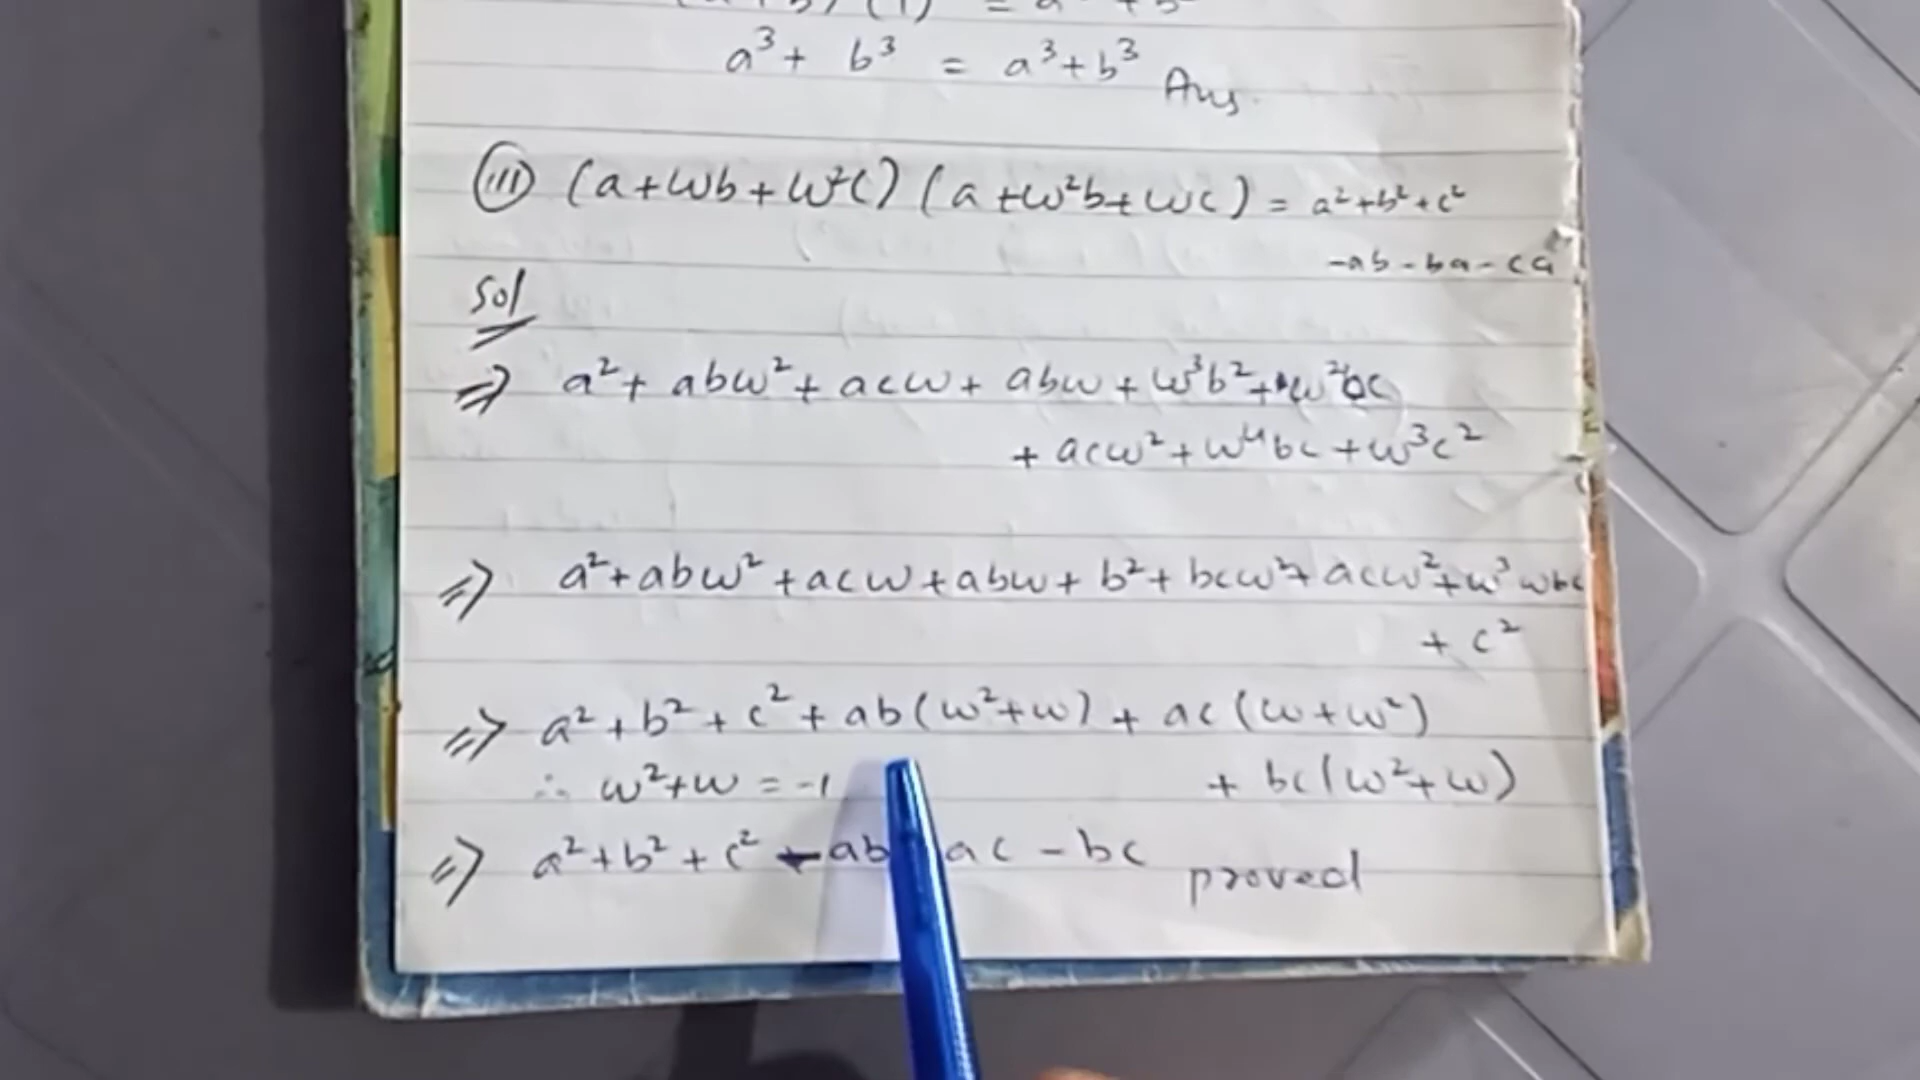 a³ + b³ = a³+b³ Ans.
(iii) (a+ωb+ω²c) (a+ω²b+ωc) = a²+b²+c²
-ab-ba-ca
Sol
⇒ a²+ abω²+ acω+ abω+ω³b²+ω²bc
+ acω²+ω⁴bc+ω³c²
⇒ a²+abω²+acω+abω+b²+bcω²+acω²+ω³ωbc
+ c²
⇒ a²+b²+c²+ab(ω²+ω)+ac(ω+ω²)
∴ ω²+ω = -1 + bc(ω²+ω)
⇒ a²+b²+c²-ab ac - bc proved